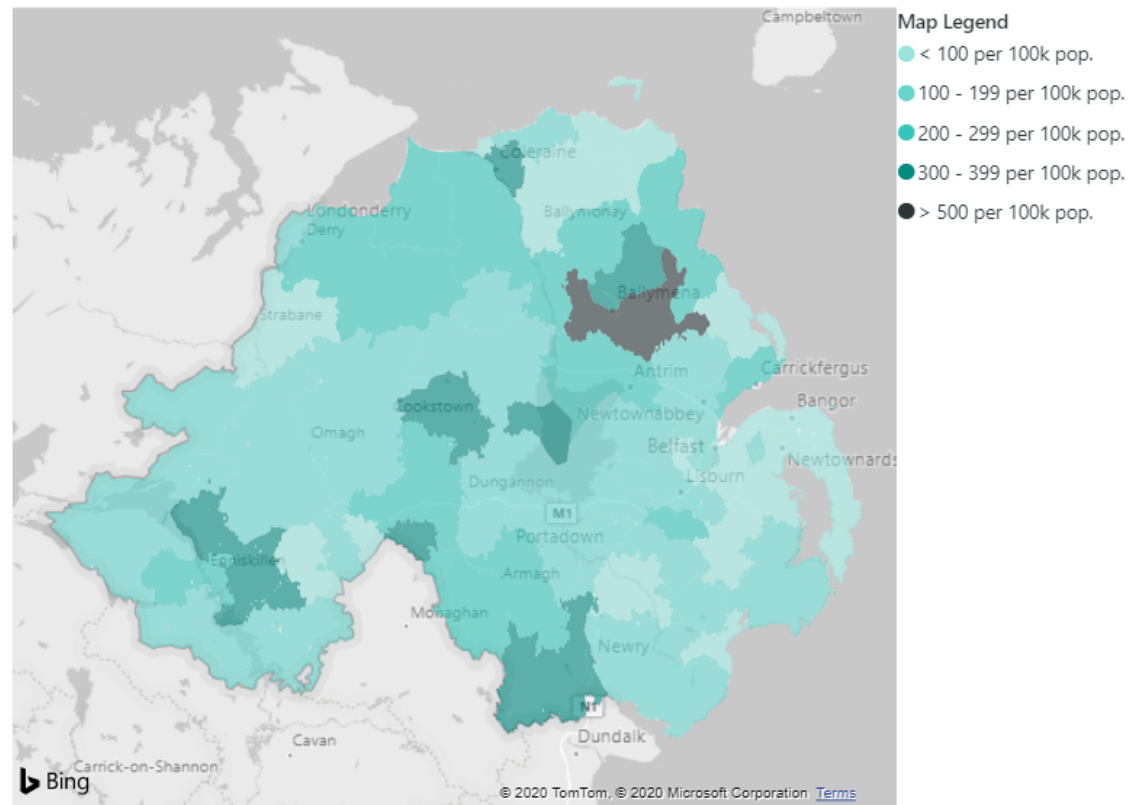 Campbeltown
Map Legend
< 100 per 100k pop.
100 - 199 per 100k pop.
200 - 299 per 100k pop.
300 - 399 per 100k pop.
> 500 per 100k pop.
Coleraine
Londonderry
Derry
Ballymoney
Ballymena
Strabane
Antrim
Carrickfergus
Bangor
Cookstown
Newtownabbey
Omagh
Belfast
Newtownards
Lisburn
Dungannon
M1
Portadown
Enniskillen
Armagh
Monaghan
Newry
N1
Dundalk
Cavan
Carrick-on-Shannon
Bing
© 2020 TomTom, © 2020 Microsoft Corporation Terms